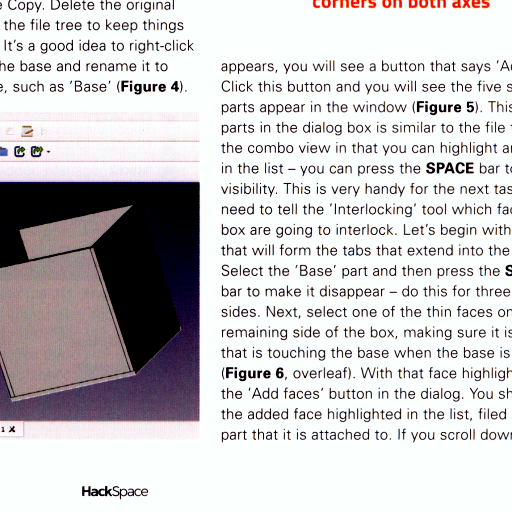 e Copy. Delete the original
the file tree to keep things
It's a good idea to right-click
he base and rename it to
e, such as 'Base' (Figure 4).
1 X
HackSpace
corners on both axes
appears, you will see a button that says 'A
Click this button and you will see the five s
parts appear in the window (Figure 5). This
parts in the dialog box is similar to the file
the combo view in that you can highlight a
in the list – you can press the SPACE bar t
visibility. This is very handy for the next tas
need to tell the 'Interlocking' tool which fa
box are going to interlock. Let's begin with
that will form the tabs that extend into the
Select the 'Base' part and then press the S
bar to make it disappear – do this for three
sides. Next, select one of the thin faces on
remaining side of the box, making sure it is
that is touching the base when the base is
(Figure 6, overleaf). With that face highligh
the 'Add faces' button in the dialog. You sh
the added face highlighted in the list, filed
part that it is attached to. If you scroll down